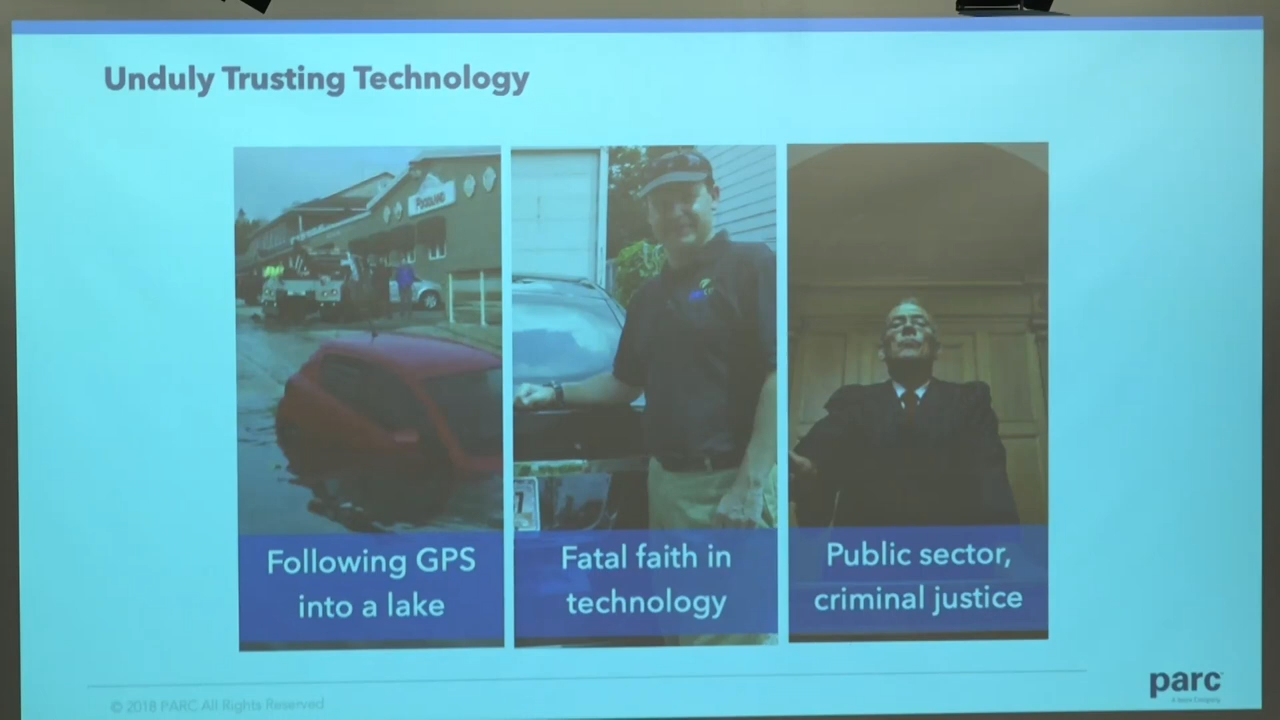 Unduly Trusting Technology
FOODLAND
Following GPS
into a lake
Fatal faith in
technology
Public sector,
criminal justice
© 2018 PARC All Rights Reserved
parc